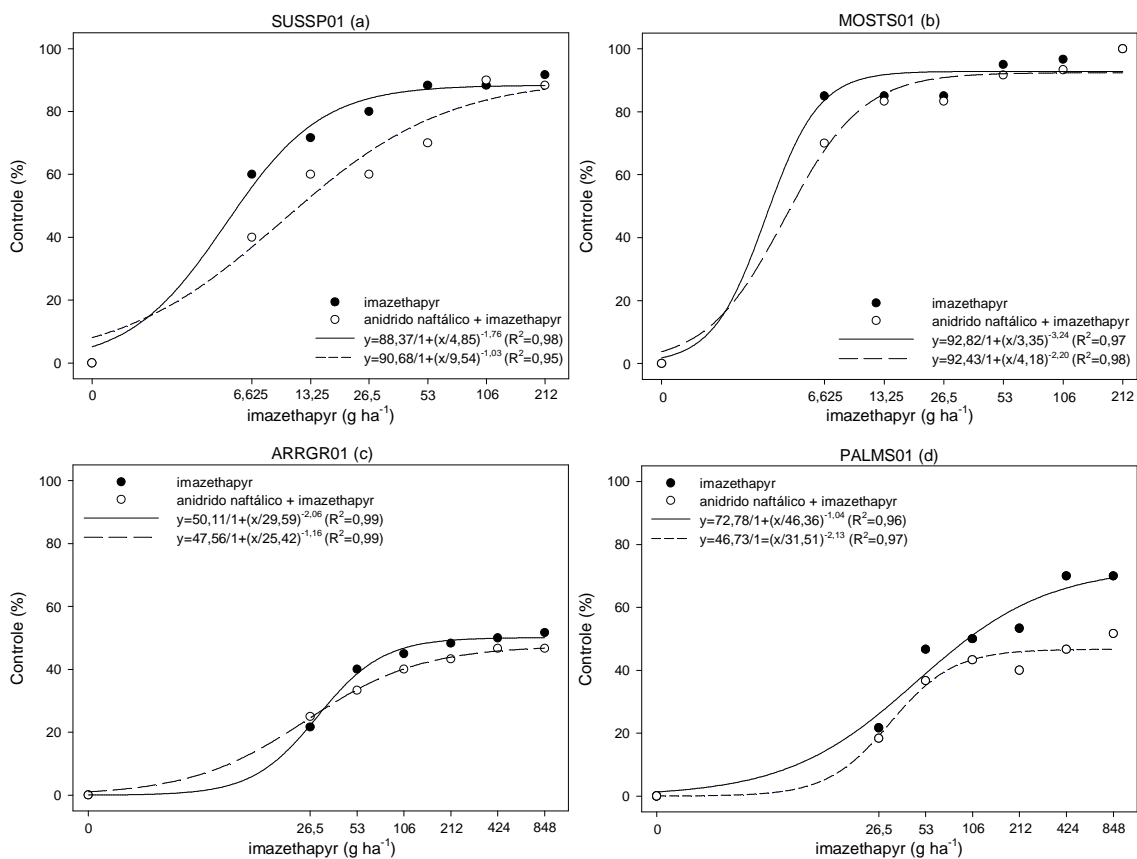 SUSSP01 (a)
Controle (%)
100
80
60
40
20
0
imazethapyr
anidrido naftálico + imazethapyr
y=88,37/1+(x/4,85)^-1,76 (R²=0,98)
y=90,68/1+(x/9,54)^-1,03 (R²=0,95)
0 6,625 13,25 26,5 53 106 212
imazethapyr (g ha⁻¹)
MOSTS01 (b)
Controle (%)
100
80
60
40
20
0
imazethapyr
anidrido naftálico + imazethapyr
y=92,82/1+(x/3,35)^-3,24 (R²=0,97
y=92,43/1+(x/4,18)^-2,20 (R²=0,98)
0 6,625 13,25 26,5 53 106 212
imazethapyr (g ha⁻¹)
ARRGR01 (c)
Controle (%)
100
80
60
40
20
0
imazethapyr
anidrido naftálico + imazethapyr
y=50,11/1+(x/29,59)^-2,06 (R²=0,99)
y=47,56/1+(x/25,42)^-1,16 (R²=0,99)
0 26,5 53 106 212 424 848
imazethapyr (g ha⁻¹)
PALMS01 (d)
Controle (%)
100
80
60
40
20
0
imazethapyr
anidrido naftálico + imazethapyr
y=72,78/1+(x/46,36)^-1,04 (R²=0,96)
y=46,73/1=(x/31,51)^-2,13 (R²=0,97)
0 26,5 53 106 212 424 848
imazethapyr (g ha⁻¹)